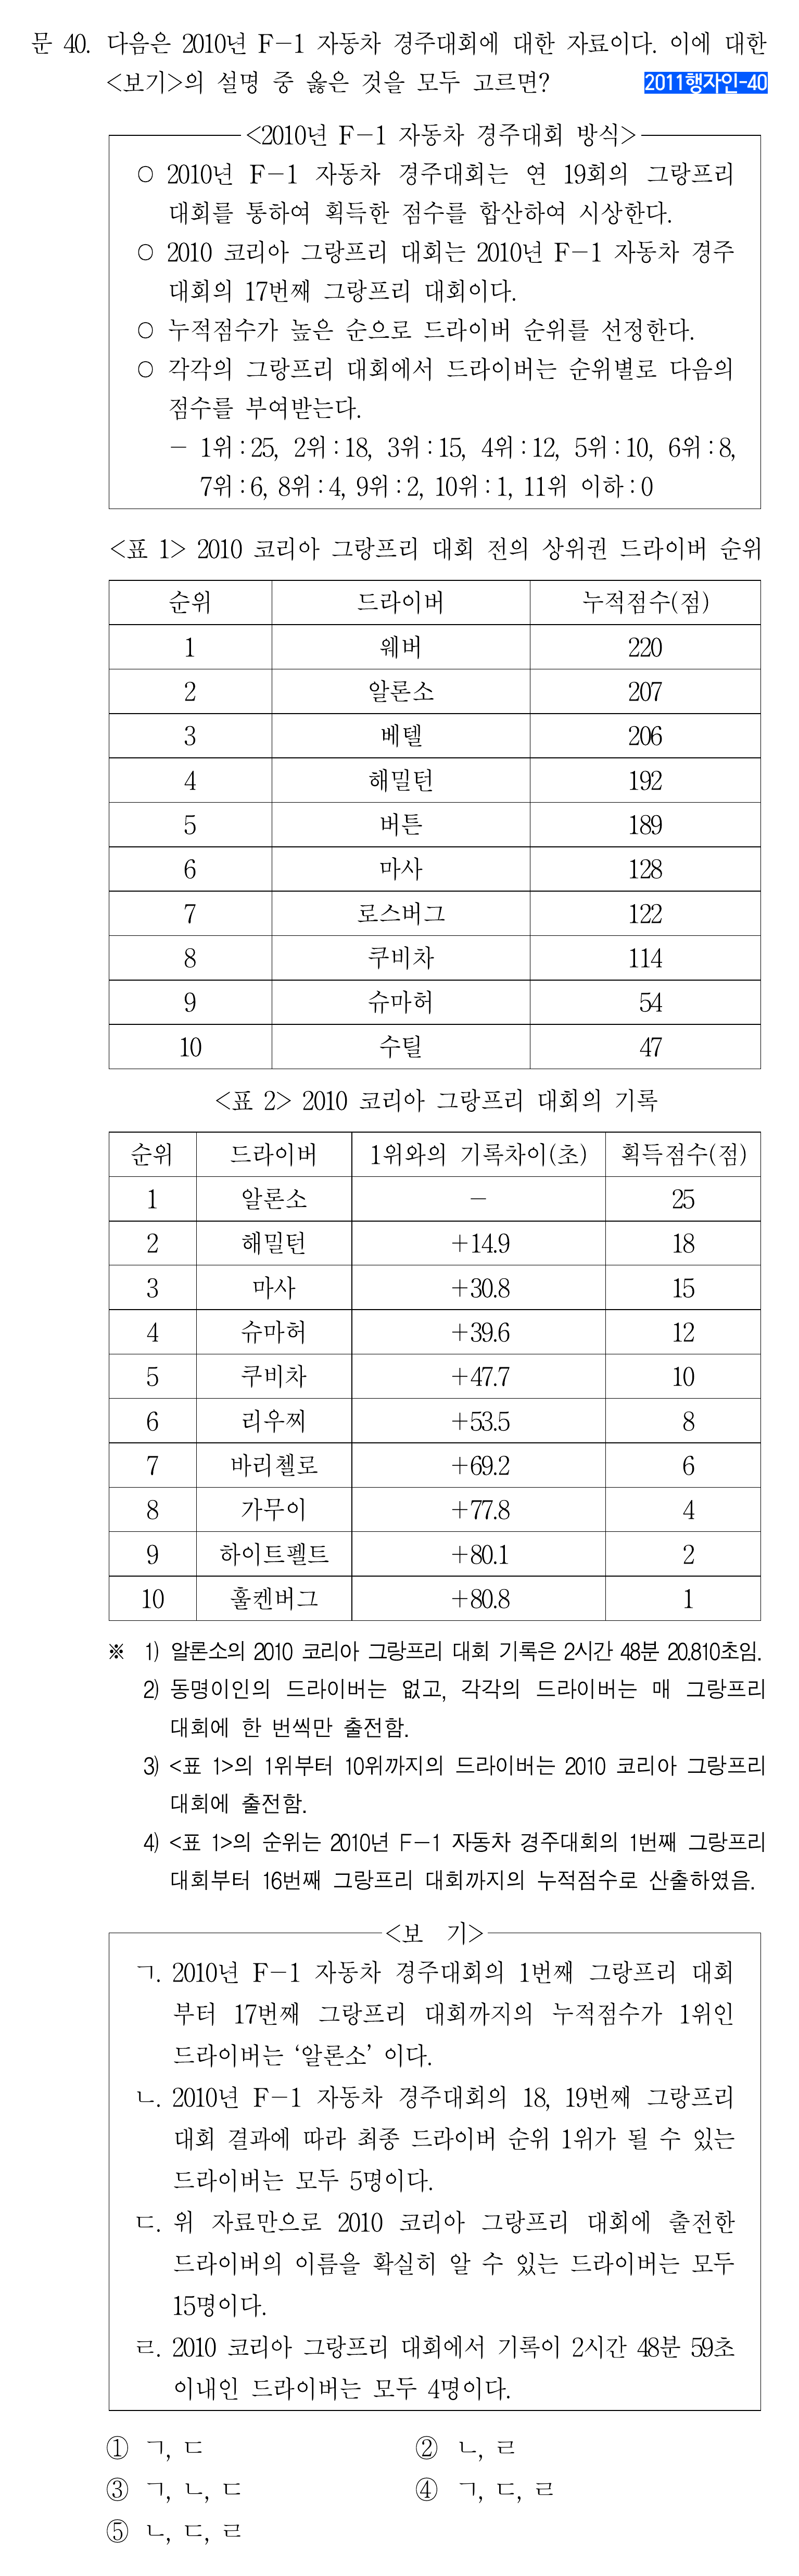 문 40. 다음은 2010년 F-1 자동차 경주대회에 대한 자료이다. 이에 대한
<보기>의 설명 중 옳은 것을 모두 고르면?
2011행자인-40
<2010년 F-1 자동차 경주대회 방식>
○ 2010년 F-1 자동차 경주대회는 연 19회의 그랑프리
대회를 통하여 획득한 점수를 합산하여 시상한다.
○ 2010 코리아 그랑프리 대회는 2010년 F-1 자동차 경주
대회의 17번째 그랑프리 대회이다.
○ 누적점수가 높은 순으로 드라이버 순위를 선정한다.
○ 각각의 그랑프리 대회에서 드라이버는 순위별로 다음의
점수를 부여받는다.
- 1위:25, 2위:18, 3위:15, 4위:12, 5위:10, 6위:8,
7위:6, 8위:4, 9위:2, 10위:1, 11위 이하:0
<표 1> 2010 코리아 그랑프리 대회 전의 상위권 드라이버 순위
순위 드라이버 누적점수(점)
1 웨버 220
2 알론소 207
3 베텔 206
4 해밀턴 192
5 버튼 189
6 마사 128
7 로스버그 122
8 쿠비차 114
9 슈마허 54
10 수틸 47
<표 2> 2010 코리아 그랑프리 대회의 기록
순위 드라이버 1위와의 기록차이(초) 획득점수(점)
1 알론소 - 25
2 해밀턴 +14.9 18
3 마사 +30.8 15
4 슈마허 +39.6 12
5 쿠비차 +47.7 10
6 리우찌 +53.5 8
7 바리첼로 +69.2 6
8 가무이 +77.8 4
9 하이트펠트 +80.1 2
10 훌켄버그 +80.8 1
※ 1) 알론소의 2010 코리아 그랑프리 대회 기록은 2시간 48분 20.810초임.
2) 동명이인의 드라이버는 없고, 각각의 드라이버는 매 그랑프리
대회에 한 번씩만 출전함.
3) <표 1>의 1위부터 10위까지의 드라이버는 2010 코리아 그랑프리
대회에 출전함.
4) <표 1>의 순위는 2010년 F-1 자동차 경주대회의 1번째 그랑프리
대회부터 16번째 그랑프리 대회까지의 누적점수로 산출하였음.
<보 기>
ㄱ. 2010년 F-1 자동차 경주대회의 1번째 그랑프리 대회
부터 17번째 그랑프리 대회까지의 누적점수가 1위인
드라이버는 ‘알론소’ 이다.
ㄴ. 2010년 F-1 자동차 경주대회의 18, 19번째 그랑프리
대회 결과에 따라 최종 드라이버 순위 1위가 될 수 있는
드라이버는 모두 5명이다.
ㄷ. 위 자료만으로 2010 코리아 그랑프리 대회에 출전한
드라이버의 이름을 확실히 알 수 있는 드라이버는 모두
15명이다.
ㄹ. 2010 코리아 그랑프리 대회에서 기록이 2시간 48분 59초
이내인 드라이버는 모두 4명이다.
① ㄱ, ㄷ ② ㄴ, ㄹ
③ ㄱ, ㄴ, ㄷ ④ ㄱ, ㄷ, ㄹ
⑤ ㄴ, ㄷ, ㄹ